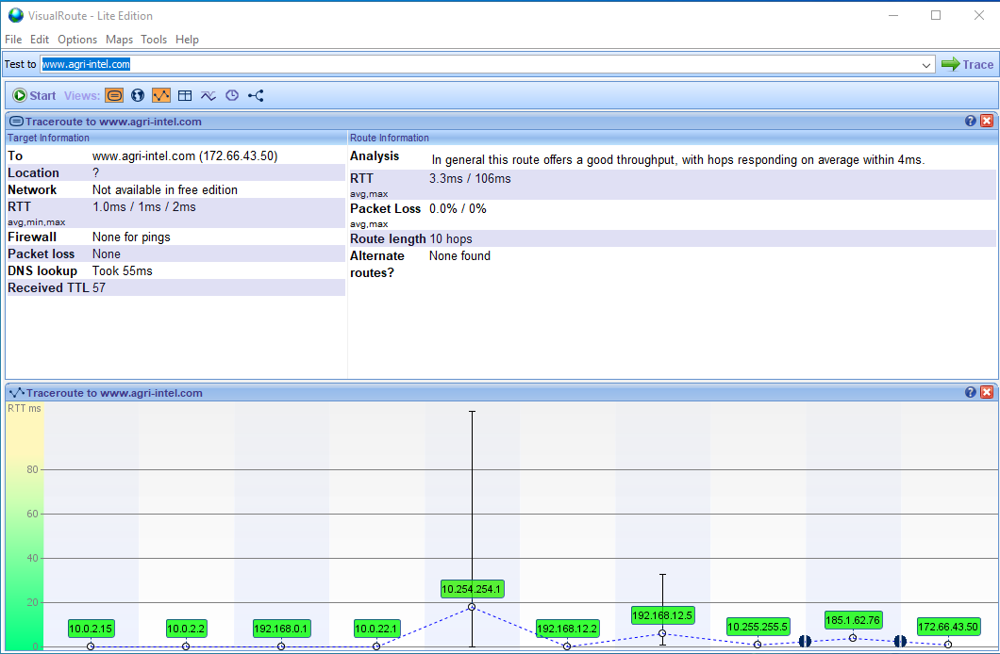 VisualRoute - Lite Edition
File Edit Options Maps Tools Help
Test to www.agri-intel.com Trace
Start Views:
Traceroute to www.agri-intel.com
Target Information
To www.agri-intel.com (172.66.43.50)
Location ?
Network Not available in free edition
RTT 1.0ms / 1ms / 2ms
avg,min,max
Firewall None for pings
Packet loss None
DNS lookup Took 55ms
Received TTL 57
Route Information
Analysis In general this route offers a good throughput, with hops responding on average within 4ms.
RTT 3.3ms / 106ms
avg,max
Packet Loss 0.0% / 0%
avg,max
Route length 10 hops
Alternate None found
routes?
Traceroute to www.agri-intel.com
RTT ms
80
60
40
20
0
10.0.2.15 10.0.2.2 192.168.0.1 10.0.22.1 10.254.254.1 192.168.12.2 192.168.12.5 10.255.255.5 185.1.62.76 172.66.43.50